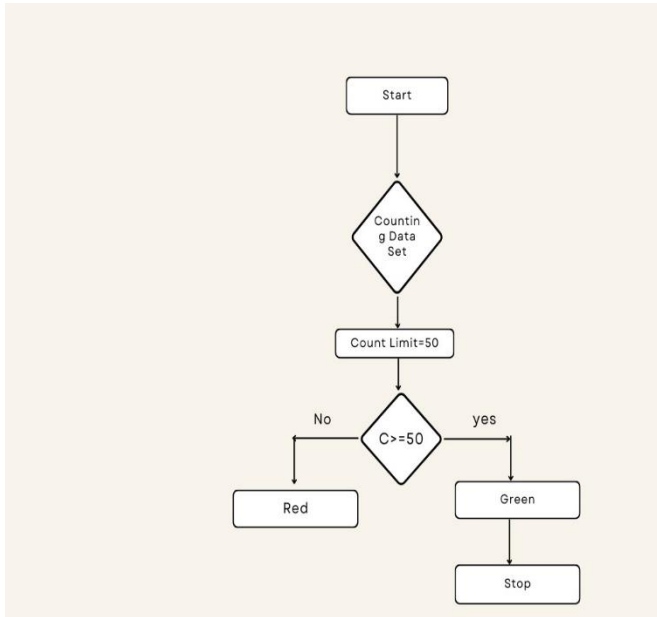 Start
Countin
g Data
Set
Count Limit=50
No
C>=50
yes
Red
Green
Stop